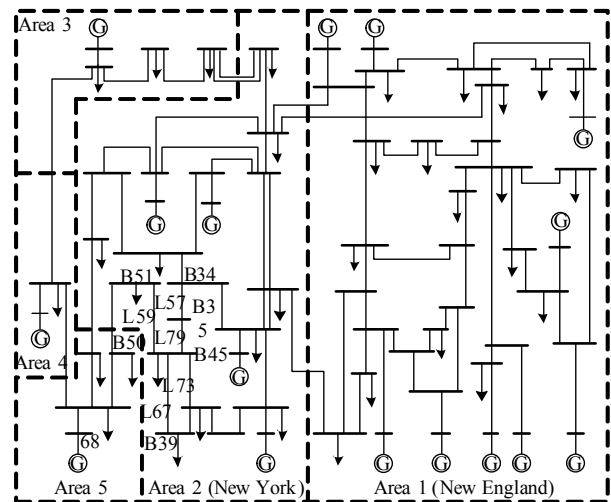 Area 3
G
G
G
G
G
G
G
B51
B34
L57
B3
5
L59
L79
B50
B45
G
G
Area 4
L73
L67
B39
68
G
G
G
G
G
G
G
Area 5
Area 2 (New York)
Area 1 (New England)